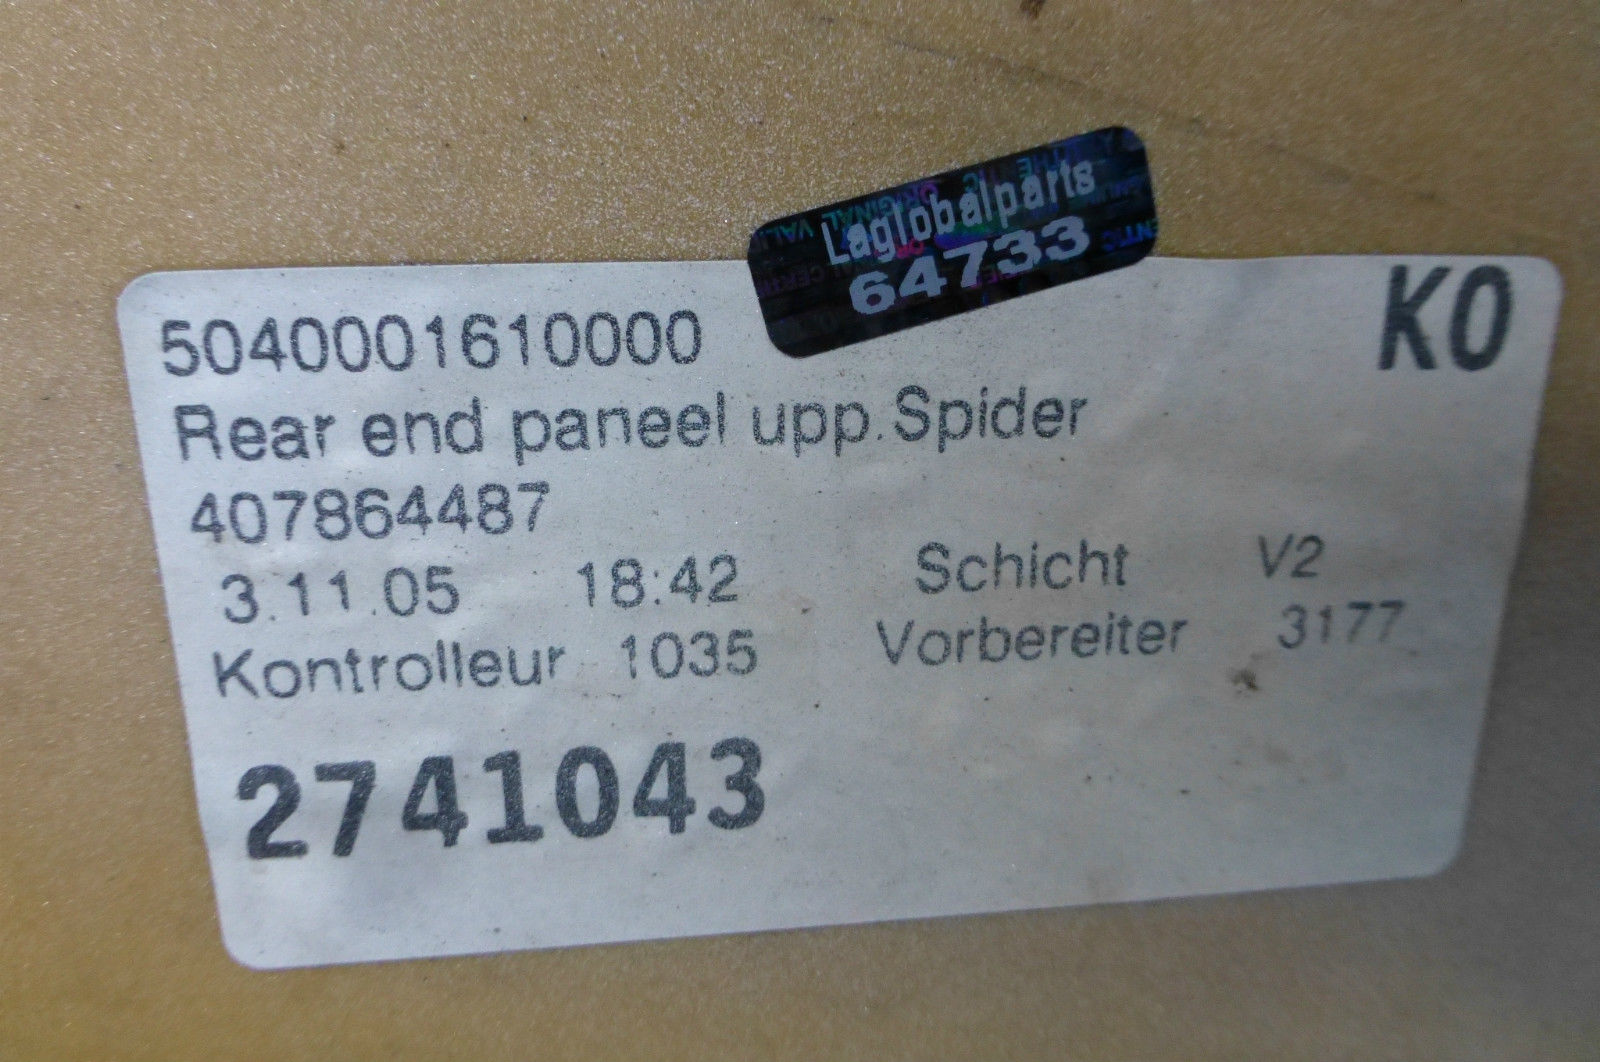 Laglobalparts
64733
5040001610000
K0
Rear end paneel upp.Spider
407864487
3.11.05 18:42 Schicht V2
Kontrolleur 1035 Vorbereiter 3177
2741043